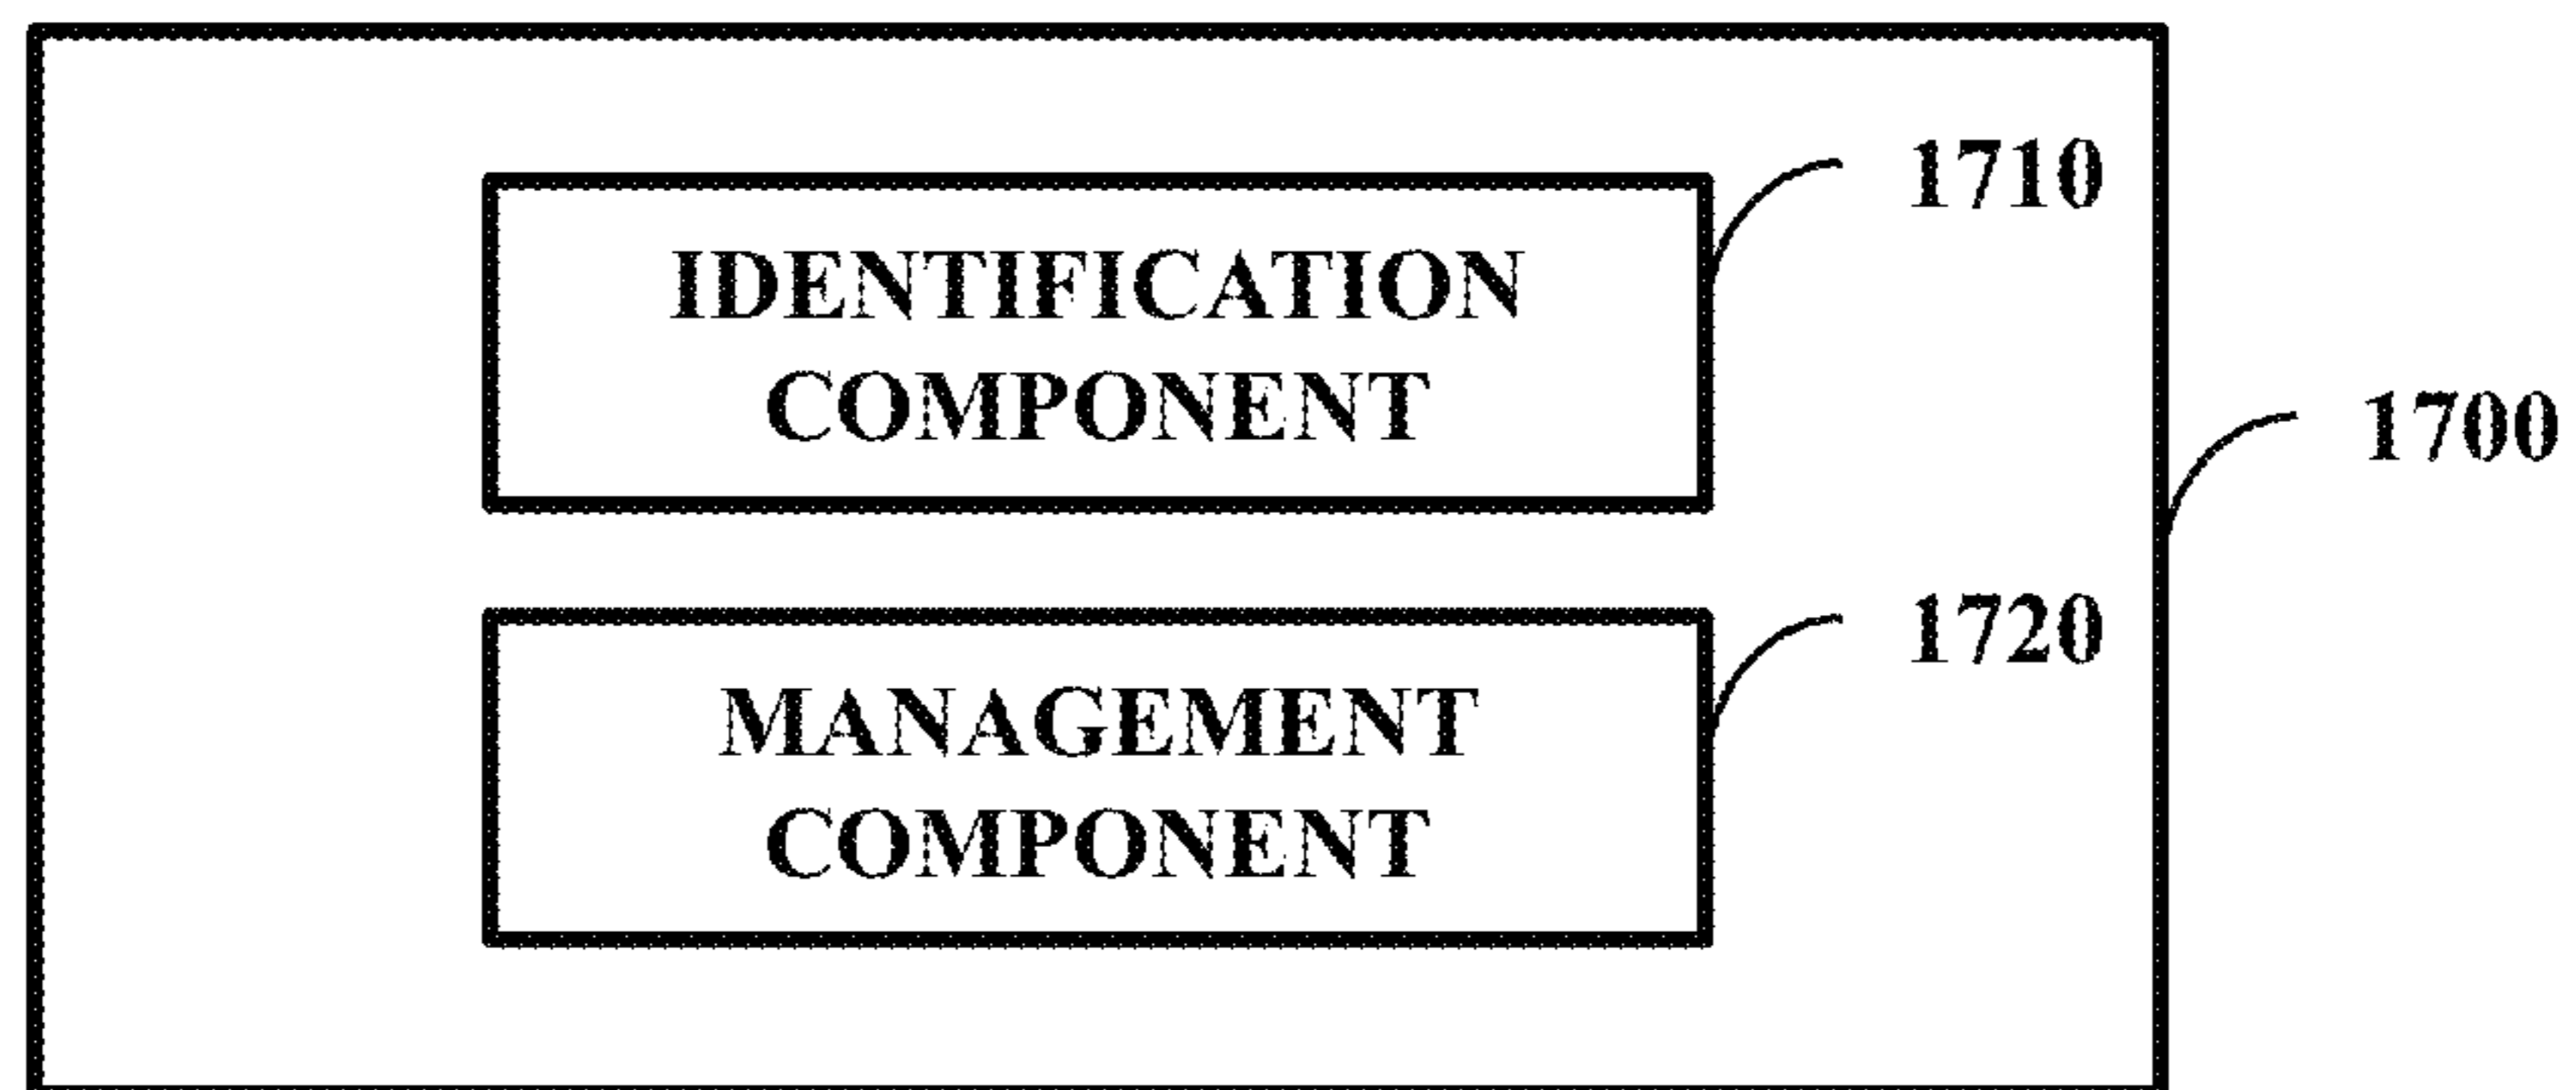 1710
IDENTIFICATION
COMPONENT
1700
1720
MANAGEMENT
COMPONENT